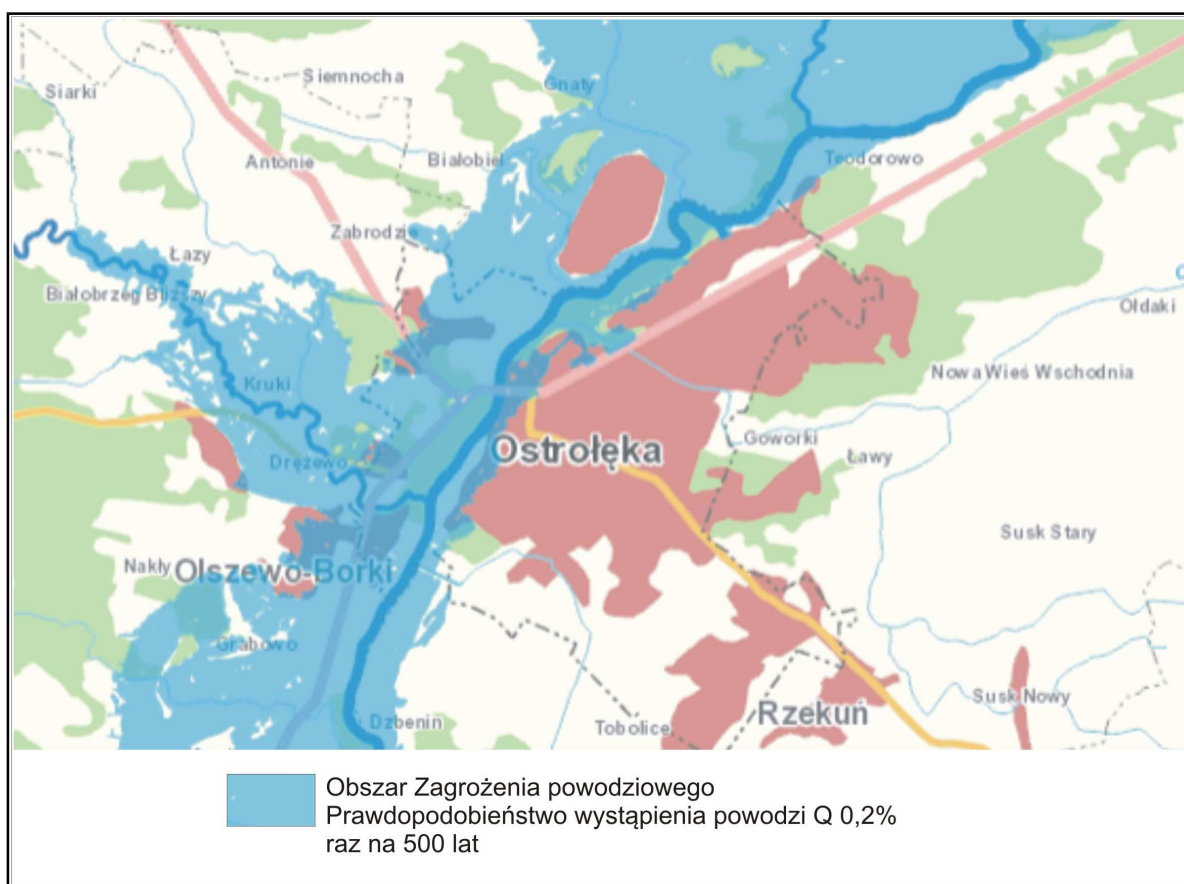 Siarki
Siemnocha
Gnaty
Antonie
Białobiel
Teodorowo
Zabrodzie
Łazy
Białobrzeg Bliższy
Ołdaki
Kruki
Nowa Wieś Wschodnia
Ostrołęka
Goworki
Ławy
Drężewo
Susk Stary
Nakły
Olszewo-Borki
Grabowo
Susk Nowy
Dzbenin
Tobolice
Rzekuń
Obszar Zagrożenia powodziowego
Prawdopodobieństwo wystąpienia powodzi Q 0,2%
raz na 500 lat